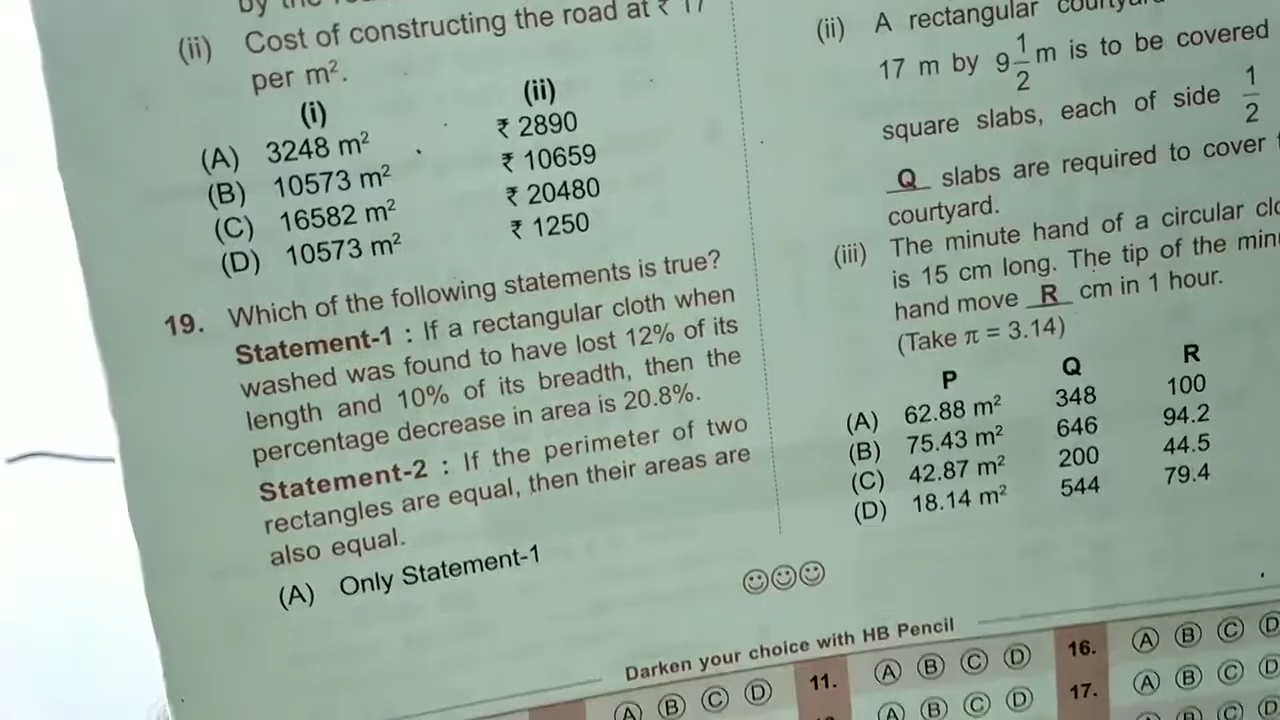 by the
(ii) Cost of constructing the road at ₹ 17
per m².
(i) (ii)
(A) 3248 m² ₹ 2890
(B) 10573 m² ₹ 10659
(C) 16582 m² ₹ 20480
(D) 10573 m² ₹ 1250
19. Which of the following statements is true?
Statement-1 : If a rectangular cloth when
washed was found to have lost 12% of its
length and 10% of its breadth, then the
percentage decrease in area is 20.8%.
Statement-2 : If the perimeter of two
rectangles are equal, then their areas are
also equal.
(A) Only Statement-1
(ii) A rectangular
17 m by 9 1/2 m is to be covered
square slabs, each of side 1/2
Q slabs are required to cover
courtyard.
(iii) The minute hand of a circular
is 15 cm long. The tip of the
hand move R cm in 1 hour.
(Take π = 3.14)
P Q R
(A) 62.88 m² 348 100
(B) 75.43 m² 646 94.2
(C) 42.87 m² 200 44.5
(D) 18.14 m² 544 79.4
Darken your choice with HB Pencil
A B C D 11. A B C D 16. A B C D
A B C D 17. A B C D